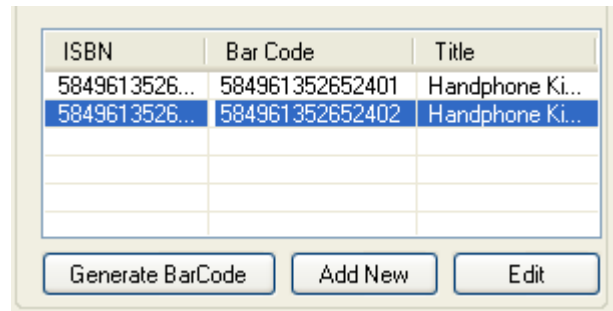 ISBN Bar Code Title
5849613526... 584961352652401 Handphone Ki...
5849613526... 584961352652402 Handphone Ki...
Generate BarCode Add New Edit